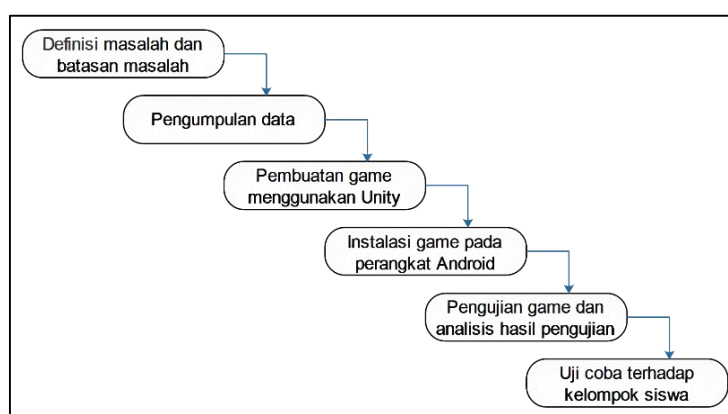 Definisi masalah dan
batasan masalah
Pengumpulan data
Pembuatan game
menggunakan Unity
Instalasi game pada
perangkat Android
Pengujian game dan
analisis hasil pengujian
Uji coba terhadap
kelompok siswa